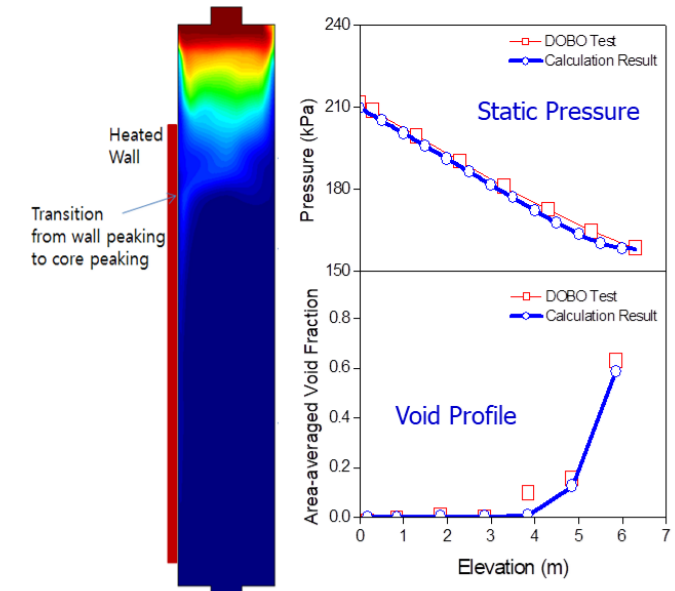 Heated
Wall
Transition
from wall peaking
to core peaking
Pressure (kPa)
240
210
180
150
DOBO Test
Calculation Result
Static Pressure
Area-averaged Void Fraction
0.8
0.6
0.4
0.2
0.0
DOBO Test
Calculation Result
Void Profile
0 1 2 3 4 5 6 7
Elevation (m)